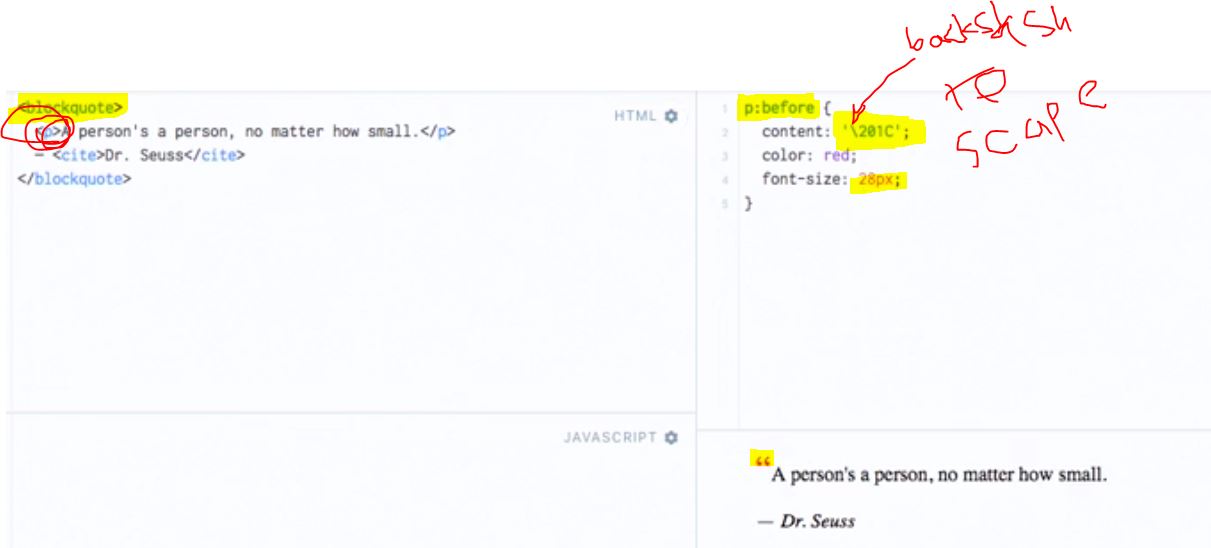 backslsh
to
scape
<blockquote>
HTML
<p>A person's a person, no matter how small.</p>
— <cite>Dr. Seuss</cite>
</blockquote>
JAVASCRIPT
1 p:before {
2 content: '\201C';
3 color: red;
4 font-size: 28px;
5 }
“
A person's a person, no matter how small.
— Dr. Seuss